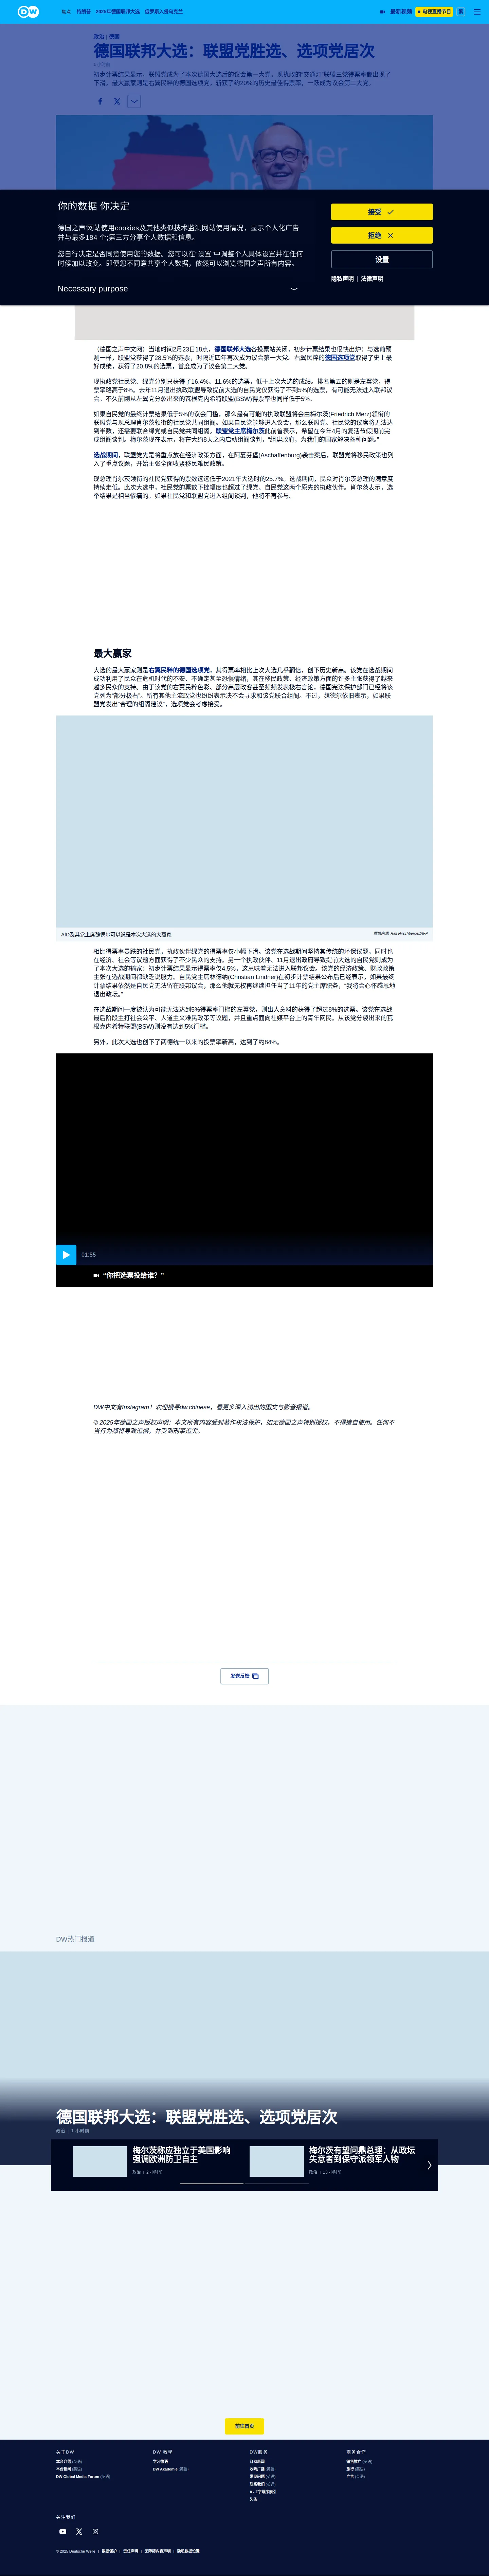 DW
焦点
特朗普
2025年德国联邦大选
俄罗斯入侵乌克兰
最新视频
电视直播节目
政治 | 德国
德国联邦大选：联盟党胜选、选项党居次
1 小时前
初步计票结果显示，联盟党成为了本次德国大选后的议会第一大党，现执政的“交通灯”联盟三党得票率都出现了下滑。最大的赢家则是右翼民粹的德国选项党，斩获了约20%的历史最佳得票率，成为议会第二大党。
你的数据 你决定
德国之声 网站使用cookies及其他类似技术监测网站使用情况，显示个人化广告并与最多184 个;第三方分享个人数据和信息。
您自行决定是否同意使用您的数据。您可以在“设置”中调整个人具体设置并在任何时候加以改变。即便您不同意共享个人数据，依然可以浏览德国之声所有内容。
Necessary purpose
接受
拒绝
设置
隐私声明 | 法律声明
（德国之声中文网）当地时间2月23日18点，德国联邦大选各投票站关闭，初步计票结果也很快出炉：与选前预测一样，联盟党获得了28.5%的选票，时隔近四年再次成为议会第一大党。右翼民粹的德国选项党取得了史上最好成绩，获得了20.8%的选票，首度成为了议会第二大党。
现执政党社民党、绿党分别只获得了16.4%、11.6%的选票，低于上次大选的成绩。排名第五的则是左翼党，得票率略高于8%。去年11月退出执政联盟导致提前大选的自民党仅获得了不到5%的选票，有可能无法进入联邦议会。不久前刚从左翼党分裂出来的瓦根克内希特联盟(BSW)得票率也同样低于5%。
如果自民党的最终计票结果低于5%的议会门槛，那么最有可能的执政联盟将会由梅尔茨(Friedrich Merz)领衔的联盟党与现总理肖尔茨领衔的社民党共同组阁。如果自民党能够进入议会，那么联盟党、社民党的议席将无法达到半数，还需要联合绿党或自民党共同组阁。联盟党主席梅尔茨此前曾表示，希望在今年4月复活节假期前完成组阁谈判。梅尔茨现在表示，将在大约8天之内启动组阁谈判，“组建政府，为我们的国家解决各种问题。”
选战期间，联盟党先是将重点放在经济政策方面，在阿夏芬堡(Aschaffenburg)袭击案后，联盟党将移民政策也列入了重点议题，开始主张全面收紧移民难民政策。
现总理肖尔茨领衔的社民党获得的票数远远低于2021年大选时的25.7%。选战期间，民众对肖尔茨总理的满意度持续走低。此次大选中，社民党的票数下挫幅度也超过了绿党、自民党这两个原先的执政伙伴。肖尔茨表示，选举结果是相当惨痛的。如果社民党和联盟党进入组阁谈判，他将不再参与。
最大赢家
大选的最大赢家则是右翼民粹的德国选项党，其得票率相比上次大选几乎翻倍，创下历史新高。该党在选战期间成功利用了民众在危机时代的不安、不确定甚至恐惧情绪，其在移民政策、经济政策方面的许多主张获得了越来越多民众的支持。由于该党的右翼民粹色彩、部分高层政客甚至频频发表极右言论，德国宪法保护部门已经将该党列为“部分极右”，所有其他主流政党也纷纷表示决不会寻求和该党联合组阁。不过，魏德尔依旧表示，如果联盟党发出“合理的组阁建议”，选项党会考虑接受。
AfD及其党主席魏德尔可以说是本次大选的大赢家
图像来源: Ralf Hirschberger/AFP
相比得票率暴跌的社民党，执政伙伴绿党的得票率仅小幅下滑，该党在选战期间坚持其传统的环保议题，同时也在经济、社会等议题方面获得了不少民众的支持。另一个执政伙伴、11月退出政府导致提前大选的自民党则成为了本次大选的输家：初步计票结果显示得票率仅4.5%，这意味着无法进入联邦议会。该党的经济政策、财政政策主张在选战期间都缺乏说服力。自民党主席林德纳(Christian Lindner)在初步计票结果公布后已经表示，如果最终计票结果依然是自民党无法留在联邦议会，那么他就无权再继续担任当了11年的党主席职务，“我将会心怀感恩地退出政坛。”
在选战期间一度被认为可能无法达到5%得票率门槛的左翼党，则出人意料的获得了超过8%的选票。该党在选战最后阶段主打社会公平、人道主义难民政策等议题，并且重点面向社媒平台上的青年网民。从该党分裂出来的瓦根克内希特联盟(BSW)则没有达到5%门槛。
另外，此次大选也创下了两德统一以来的投票率新高，达到了约84%。
01:55
“你把选票投给谁？”
DW中文有Instagram！欢迎搜寻dw.chinese，看更多深入浅出的图文与影音报道。
© 2025年德国之声版权声明：本文所有内容受到著作权法保护，如无德国之声特别授权，不得擅自使用。任何不当行为都将导致追偿，并受到刑事追究。
发送反馈
DW热门报道
德国联邦大选：联盟党胜选、选项党居次
政治 | 1 小时前
梅尔茨称应独立于美国影响 强调欧洲防卫自主
政治 | 2 小时前
梅尔茨有望问鼎总理：从政坛失意者到保守派领军人物
政治 | 13 小时前
前往首页
关于DW
本台介绍 (英语)
本台新闻 (英语)
DW Global Media Forum (英语)
DW 教学
学习德语
DW Akademie (英语)
DW服务
订阅新闻
收听广播 (英语)
常见问题 (英语)
联系我们 (英语)
A - Z字母序索引
头条
商务合作
销售推广 (英语)
旅行 (英语)
广告 (英语)
关注我们
© 2025 Deutsche Welle | 数据保护 | 责任声明 | 无障碍内容声明 | 隐私数据设置